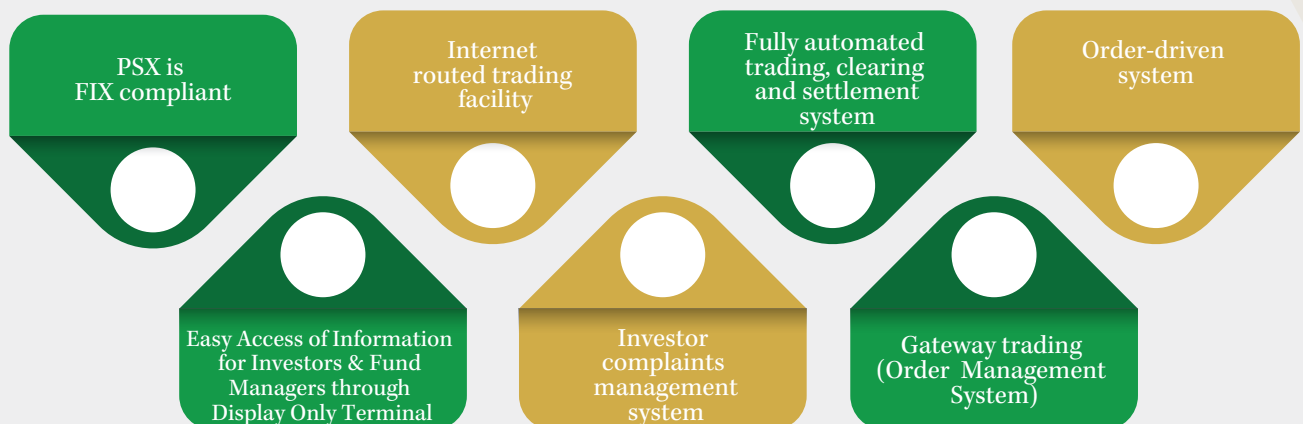 PSX is
FIX compliant
Internet
routed trading
facility
Fully automated
trading, clearing
and settlement
system
Order-driven
system
Easy Access of Information
for Investors & Fund
Managers through
Display Only Terminal
Investor
complaints
management
system
Gateway trading
(Order Management
System)